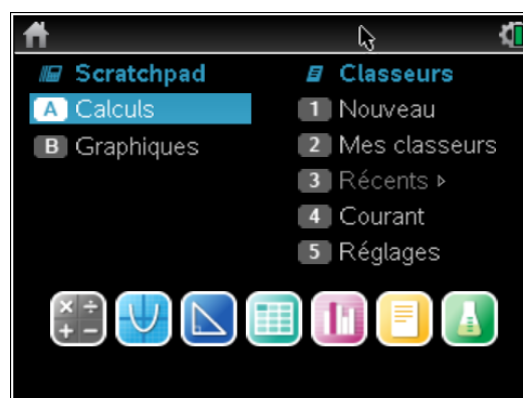 Scratchpad
A Calculs
B Graphiques
Classeurs
1 Nouveau
2 Mes classeurs
3 Récents ▹
4 Courant
5 Réglages